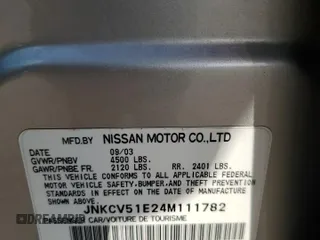 MFD.BY NISSAN MOTOR CO.,LTD
DATE 09/03
GVWR/PNBV 4500 LBS.
GAWR/PNBE FR. 2120 LBS. RR. 2401 LBS.
THIS VEHICLE CONFORMS TO ALL APPLICABLE FEDERAL
MOTOR VEHICLE SAFETY, BUMPER, AND THEFT PREVENTION
STANDARDS IN EFFECT ON THE DATE OF MANUFACTURE
SHOWN ABOVE.
JNKCV51E24M111782
PASSENGER CAR/VOITURE DE TOURISME
DREAMBID